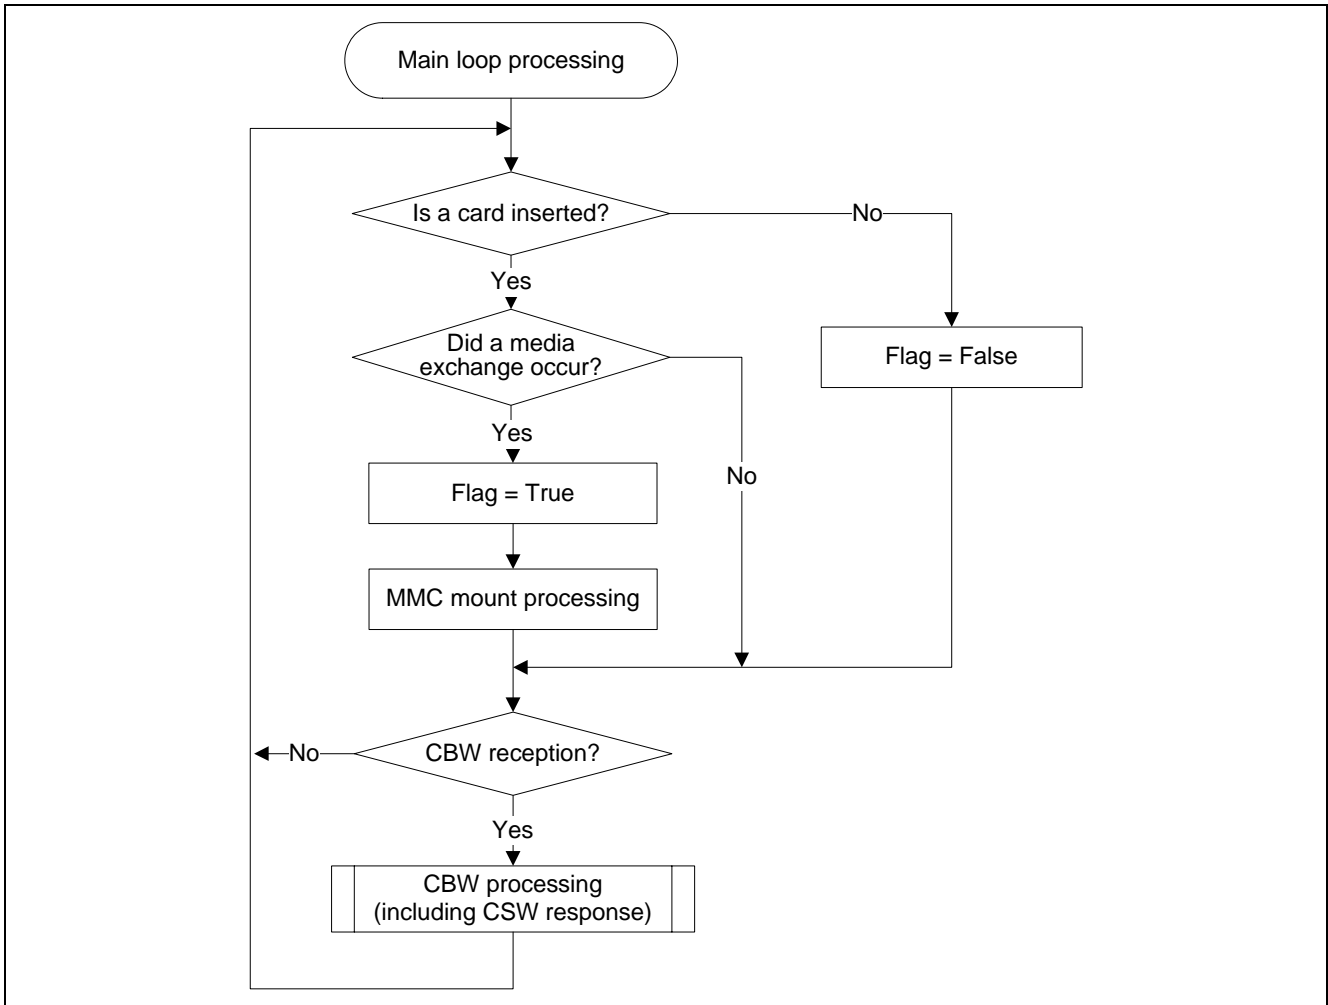 Main loop processing
Is a card inserted?
No
Yes
Did a media
exchange occur?
Flag = False
Yes
No
Flag = True
MMC mount processing
CBW reception?
No
Yes
CBW processing
(including CSW response)